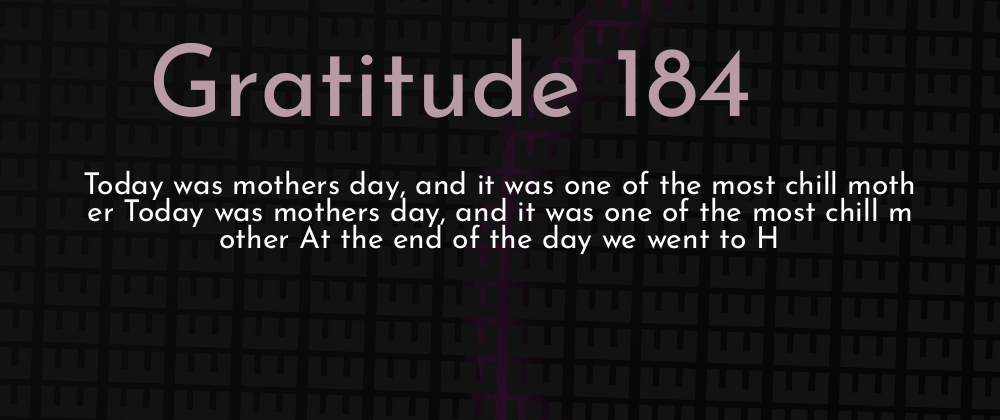 Gratitude 184
Today was mothers day, and it was one of the most chill moth
er Today was mothers day, and it was one of the most chill m
other At the end of the day we went to H